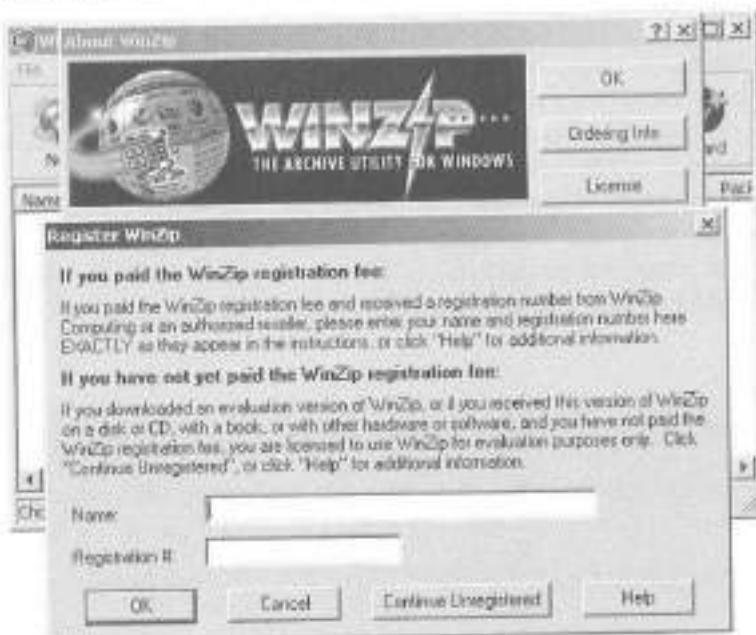 About WinZip
File
WINZIP...
THE ARCHIVE UTILITY FOR WINDOWS
OK
Ordering Info
License
Name
Register WinZip
If you paid the WinZip registration fee:
If you paid the WinZip registration fee and received a registration number from WinZip
Computing or an authorized reseller, please enter your name and registration number here
EXACTLY as they appear in the instructions, or click "Help" for additional information.
If you have not yet paid the WinZip registration fee:
If you downloaded an evaluation version of WinZip, or if you received this version of WinZip
on a disk or CD, with a book, or with other hardware or software, and you have not paid the
WinZip registration fee, you are licensed to use WinZip for evaluation purposes only. Click
"Continue Unregistered", or click "Help" for additional information.
Name:
Registration #:
OK
Cancel
Continue Unregistered
Help